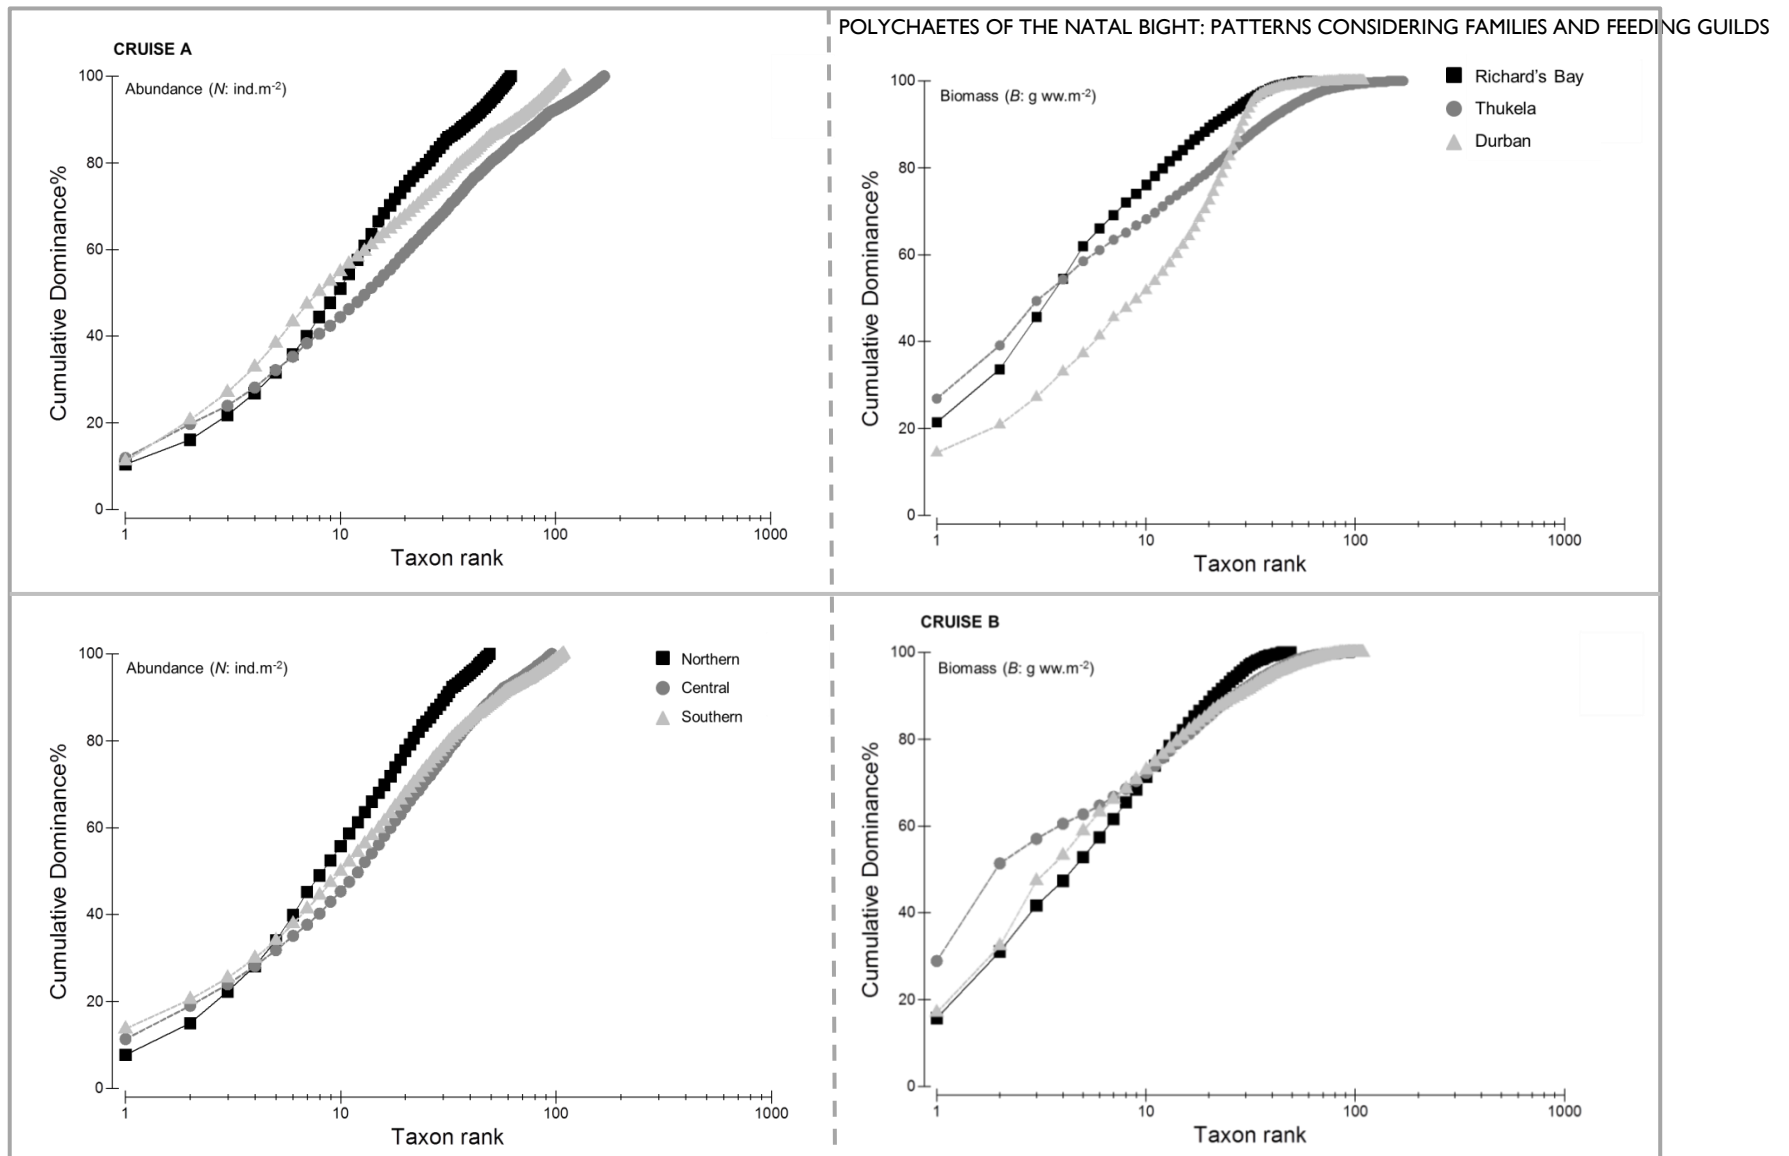 POLYCHAETES OF THE NATAL BIGHT: PATTERNS CONSIDERING FAMILIES AND FEEDING GUILDS
CRUISE A
Abundance (N: ind.m-2)
100
80
60
40
20
0
Cumulative Dominance%
1 10 100 1000
Taxon rank
Biomass (B: g ww.m-2)
Richard's Bay
Thukela
Durban
100
80
60
40
20
0
Cumulative Dominance%
1 10 100 1000
Taxon rank
Abundance (N: ind.m-2)
Northern
Central
Southern
100
80
60
40
20
0
Cumulative Dominance%
1 10 100 1000
Taxon rank
CRUISE B
Biomass (B: g ww.m-2)
100
80
60
40
20
0
Cumulative Dominance%
1 10 100 1000
Taxon rank